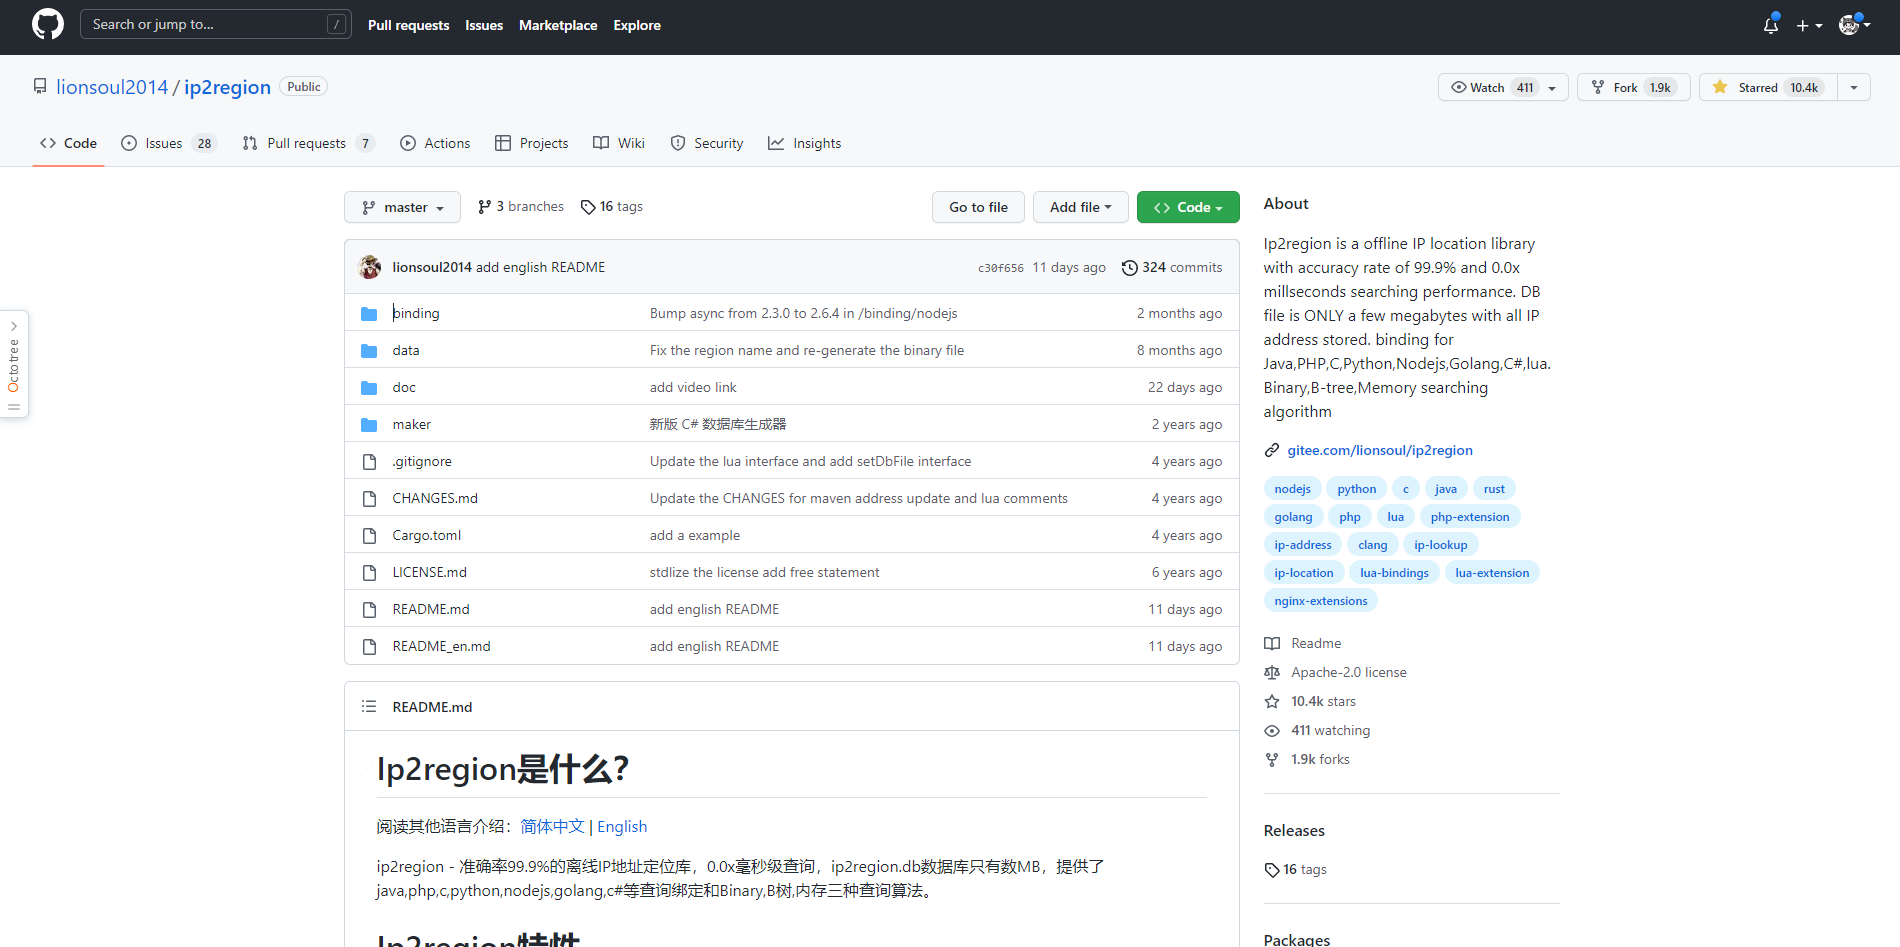 Search or jump to... /
Pull requests Issues Marketplace Explore
lionsoul2014 / ip2region Public
Watch 411 Fork 1.9k Starred 10.4k
Code Issues 28 Pull requests 7 Actions Projects Wiki Security Insights
master 3 branches 16 tags Go to file Add file Code
lionsoul2014 add english README c30f656 11 days ago 324 commits
binding Bump async from 2.3.0 to 2.6.4 in /binding/nodejs 2 months ago
data Fix the region name and re-generate the binary file 8 months ago
doc add video link 22 days ago
maker 新版 C# 数据库生成器 2 years ago
.gitignore Update the lua interface and add setDbFile interface 4 years ago
CHANGES.md Update the CHANGES for maven address update and lua comments 4 years ago
Cargo.toml add a example 4 years ago
LICENSE.md stdlize the license add free statement 6 years ago
README.md add english README 11 days ago
README_en.md add english README 11 days ago
Octotree
README.md
Ip2region是什么?
阅读其他语言介绍：简体中文 | English
ip2region - 准确率99.9%的离线IP地址定位库，0.0x毫秒级查询，ip2region.db数据库只有数MB，提供了
java,php,c,python,nodejs,golang,c#等查询绑定和Binary,B树,内存三种查询算法。
Ip2region特性
About
Ip2region is a offline IP location library
with accuracy rate of 99.9% and 0.0x
millseconds searching performance. DB
file is ONLY a few megabytes with all IP
address stored. binding for
Java,PHP,C,Python,Nodejs,Golang,C#,lua.
Binary,B-tree,Memory searching
algorithm
gitee.com/lionsoul/ip2region
nodejs python c java rust
golang php lua php-extension
ip-address clang ip-lookup
ip-location lua-bindings lua-extension
nginx-extensions
Readme
Apache-2.0 license
10.4k stars
411 watching
1.9k forks
Releases
16 tags
Packages